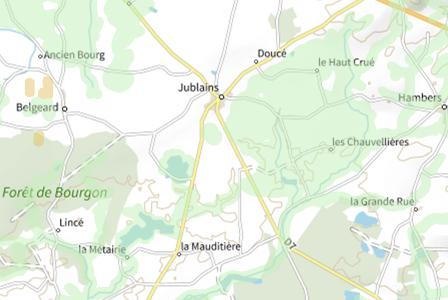 Ancien Bourg
Doucé
le Haut Crué
Jublains
Belgeard
Hambers
les Chauvellières
Forêt de Bourgon
la Grande Rue
Lincé
la Métairie
la Mauditière
D7